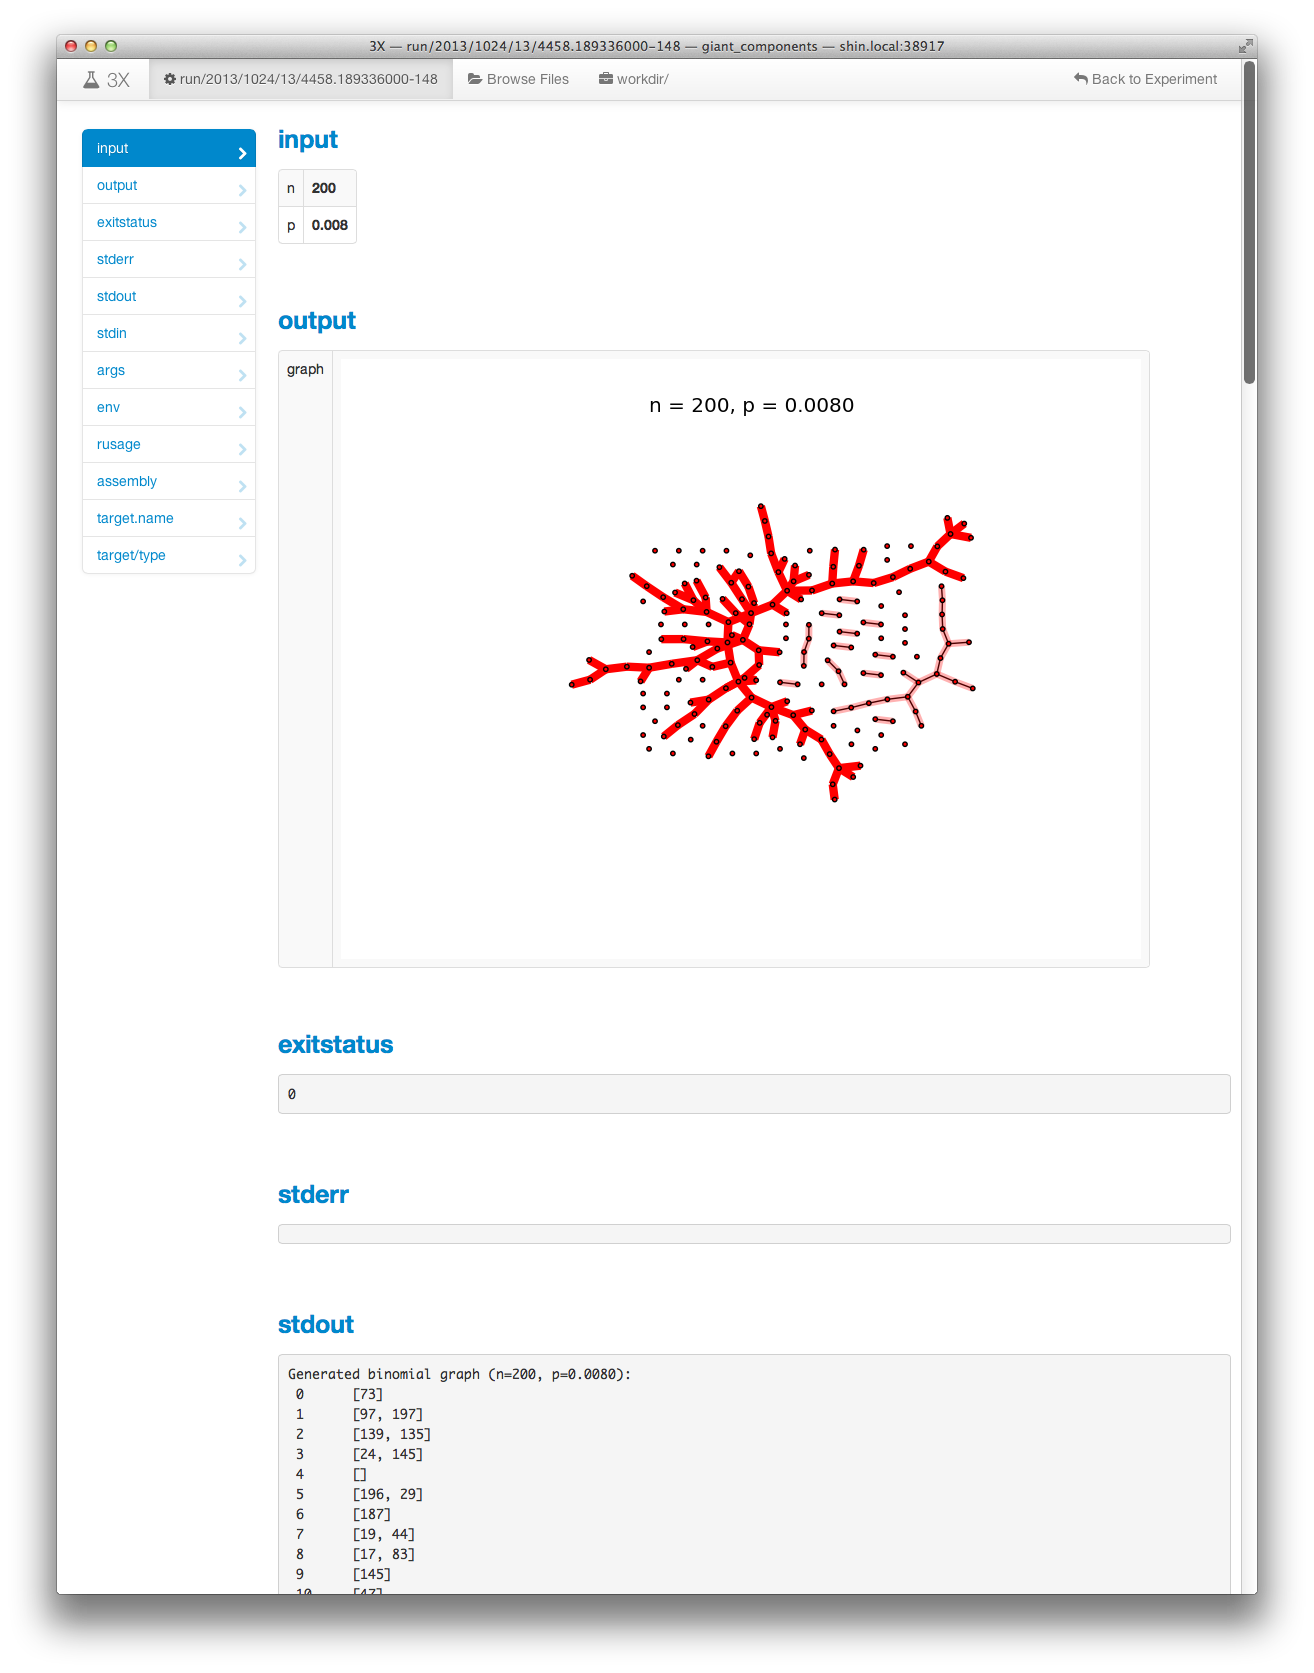 3X — run/2013/1024/13/4458.189336000-148 — giant_components — shin.local:38917
3X run/2013/1024/13/4458.189336000-148 Browse Files workdir/ Back to Experiment
input
output
exitstatus
stderr
stdout
stdin
args
env
rusage
assembly
target.name
target/type
input
n 200
p 0.008
output
graph
n = 200, p = 0.0080
exitstatus
0
stderr
stdout
Generated binomial graph (n=200, p=0.0080):
0 [73]
1 [97, 197]
2 [139, 135]
3 [24, 145]
4 []
5 [196, 29]
6 [187]
7 [19, 44]
8 [17, 83]
9 [145]
10 [47]